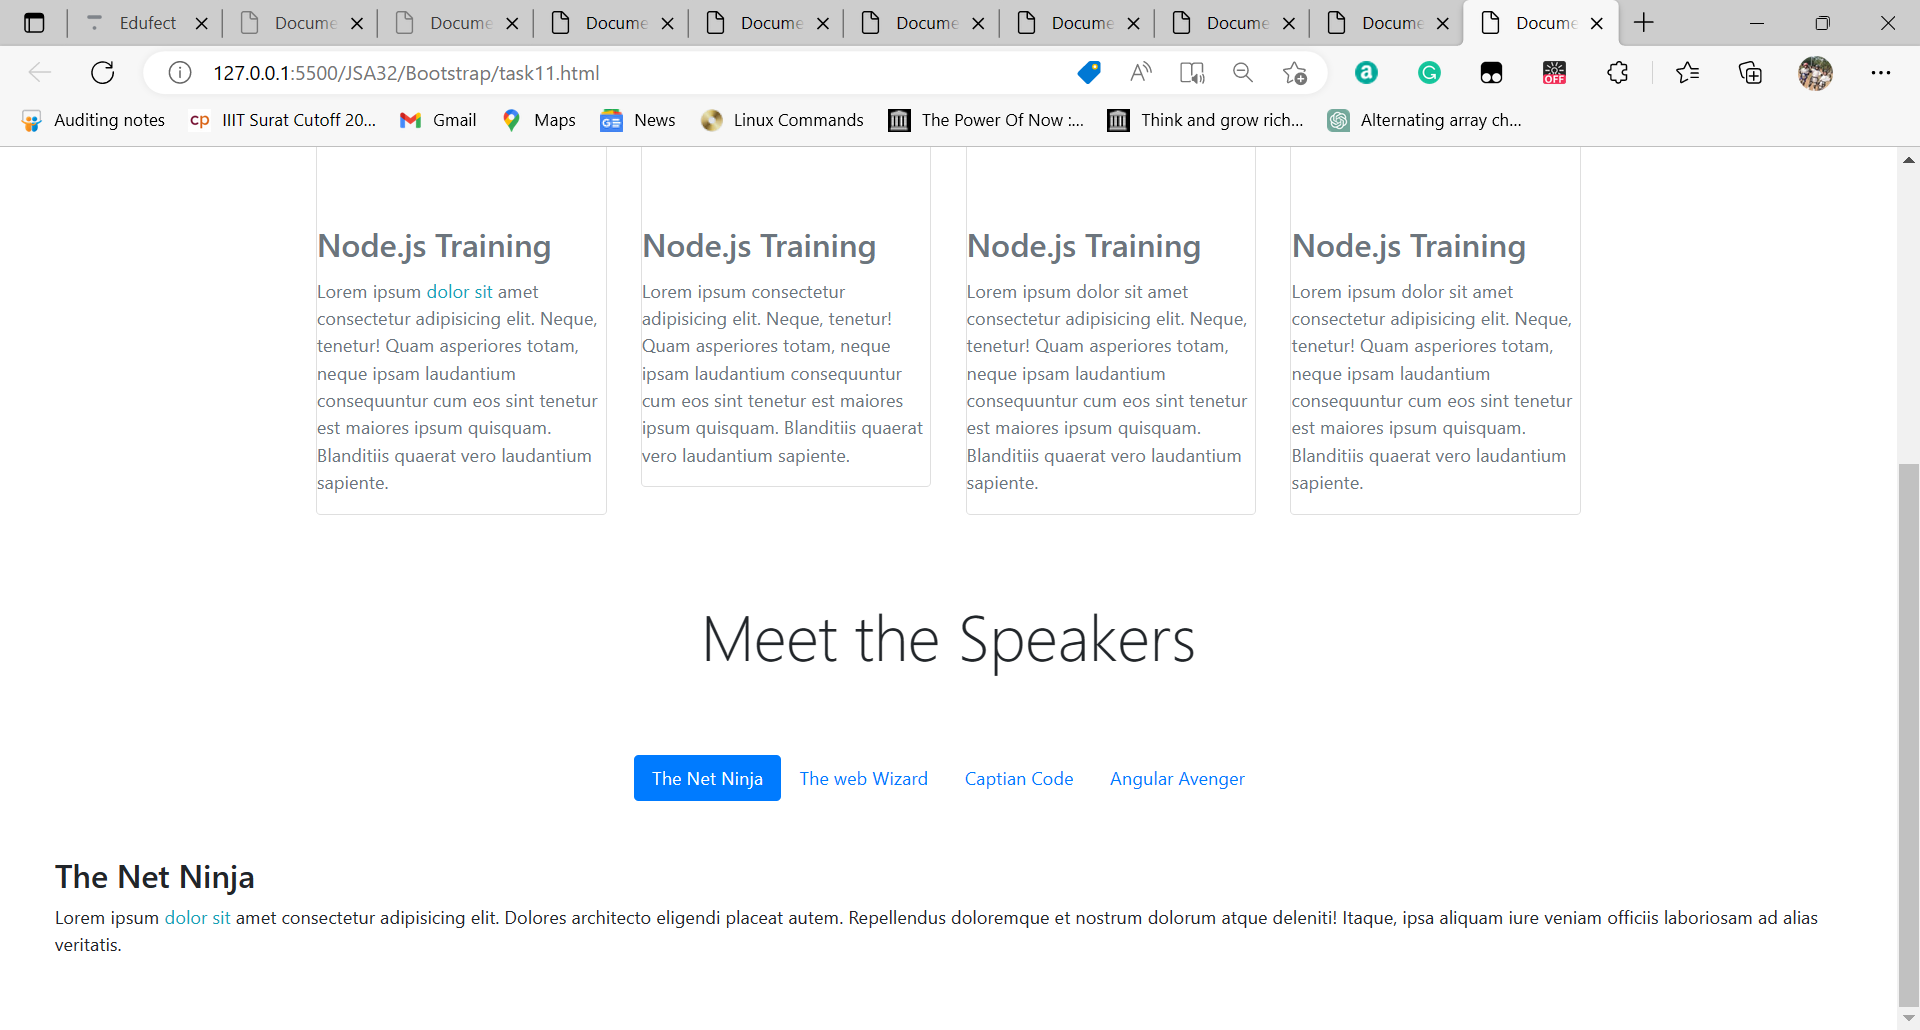 Edufect
Docume
Docume
Docume
Docume
Docume
Docume
Docume
Docume
Docume
127.0.0.1:5500/JSA32/Bootstrap/task11.html
OFF
Auditing notes
cp IIIT Surat Cutoff 20...
Gmail
Maps
News
Linux Commands
The Power Of Now :...
Think and grow rich...
Alternating array ch...
Node.js Training
Lorem ipsum dolor sit amet
consectetur adipisicing elit. Neque,
tenetur! Quam asperiores totam,
neque ipsam laudantium
consequuntur cum eos sint tenetur
est maiores ipsum quisquam.
Blanditiis quaerat vero laudantium
sapiente.
Node.js Training
Lorem ipsum consectetur
adipisicing elit. Neque, tenetur!
Quam asperiores totam, neque
ipsam laudantium consequuntur
cum eos sint tenetur est maiores
ipsum quisquam. Blanditiis quaerat
vero laudantium sapiente.
Node.js Training
Lorem ipsum dolor sit amet
consectetur adipisicing elit. Neque,
tenetur! Quam asperiores totam,
neque ipsam laudantium
consequuntur cum eos sint tenetur
est maiores ipsum quisquam.
Blanditiis quaerat vero laudantium
sapiente.
Node.js Training
Lorem ipsum dolor sit amet
consectetur adipisicing elit. Neque,
tenetur! Quam asperiores totam,
neque ipsam laudantium
consequuntur cum eos sint tenetur
est maiores ipsum quisquam.
Blanditiis quaerat vero laudantium
sapiente.
Meet the Speakers
The Net Ninja
The web Wizard
Captian Code
Angular Avenger
The Net Ninja
Lorem ipsum dolor sit amet consectetur adipisicing elit. Dolores architecto eligendi placeat autem. Repellendus doloremque et nostrum dolorum atque deleniti! Itaque, ipsa aliquam iure veniam officiis laboriosam ad alias
veritatis.